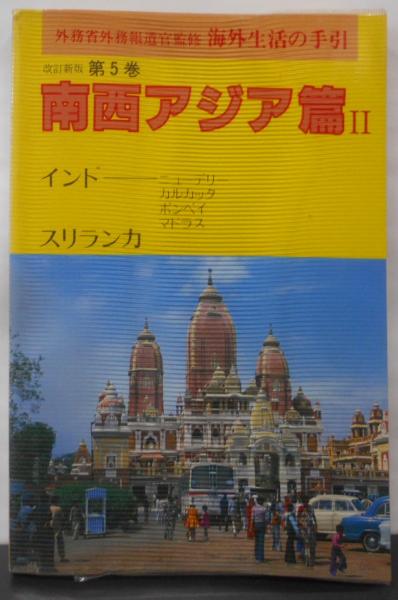 外務省外務報道官監修 海外生活の手引
改訂新版 第5巻
南西アジア篇II
インド——ニューデリー
カルカッタ
ボンベイ
マドラス
スリランカ